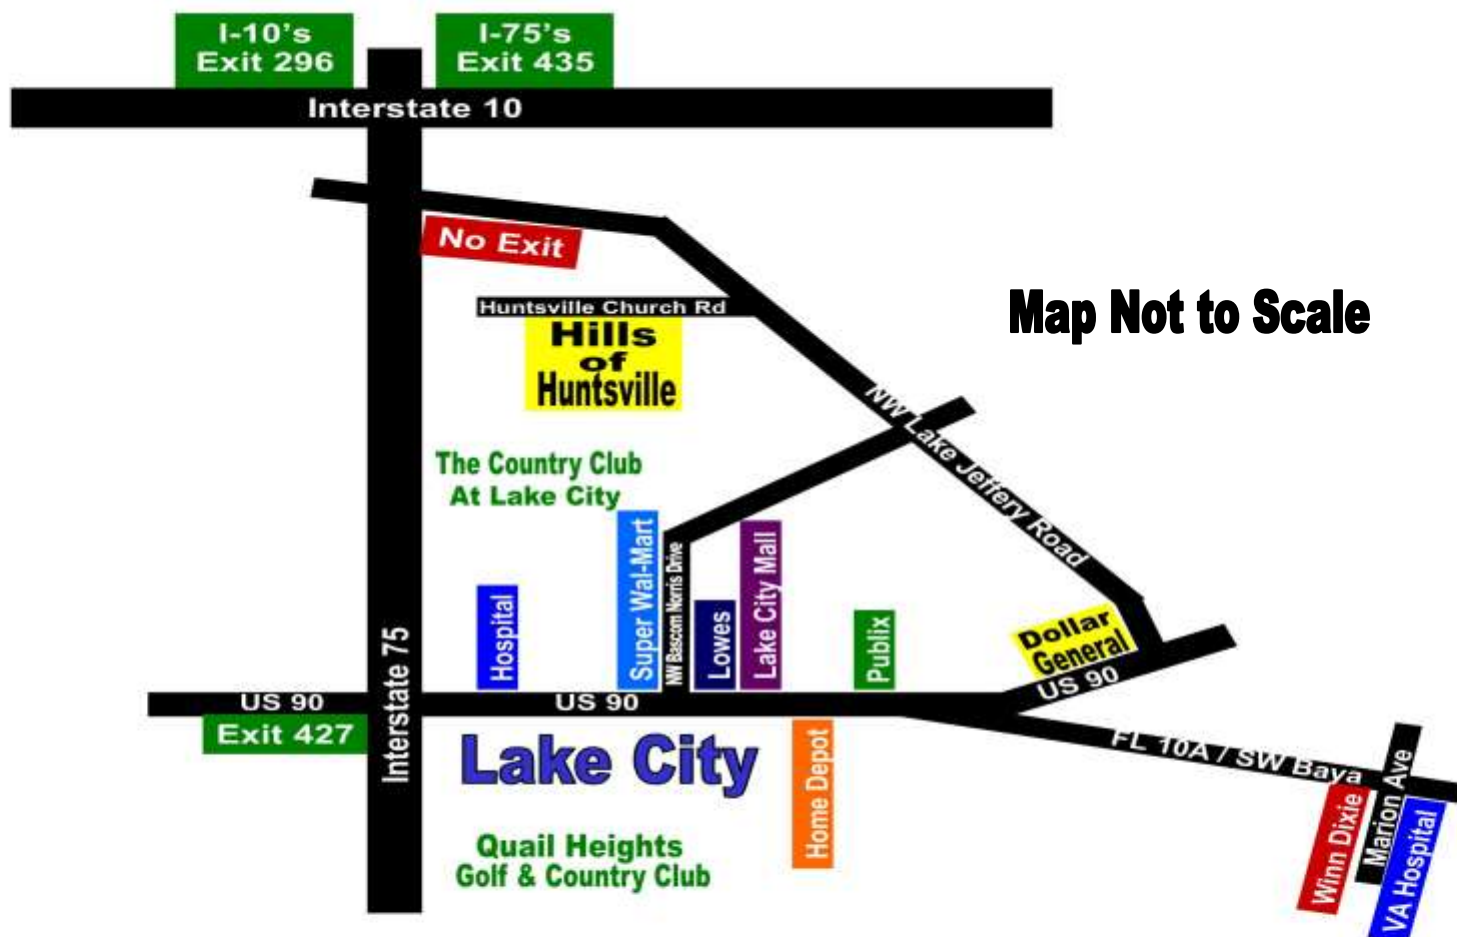 I-10's
Exit 296
I-75's
Exit 435
Interstate 10
No Exit
Huntsville Church Rd
Hills
of
Huntsville
Map Not to Scale
NW Lake Jeffery Road
The Country Club
At Lake City
Hospital
Super Wal-Mart
NW Bascom Norris Drive
Lowes
Lake City Mall
Publix
Dollar
General
US 90
Interstate 75
US 90
US 90
Exit 427
Lake City
Home Depot
FL 10A / SW Baya
Marion Ave
Winn Dixie
VA Hospital
Quail Heights
Golf & Country Club